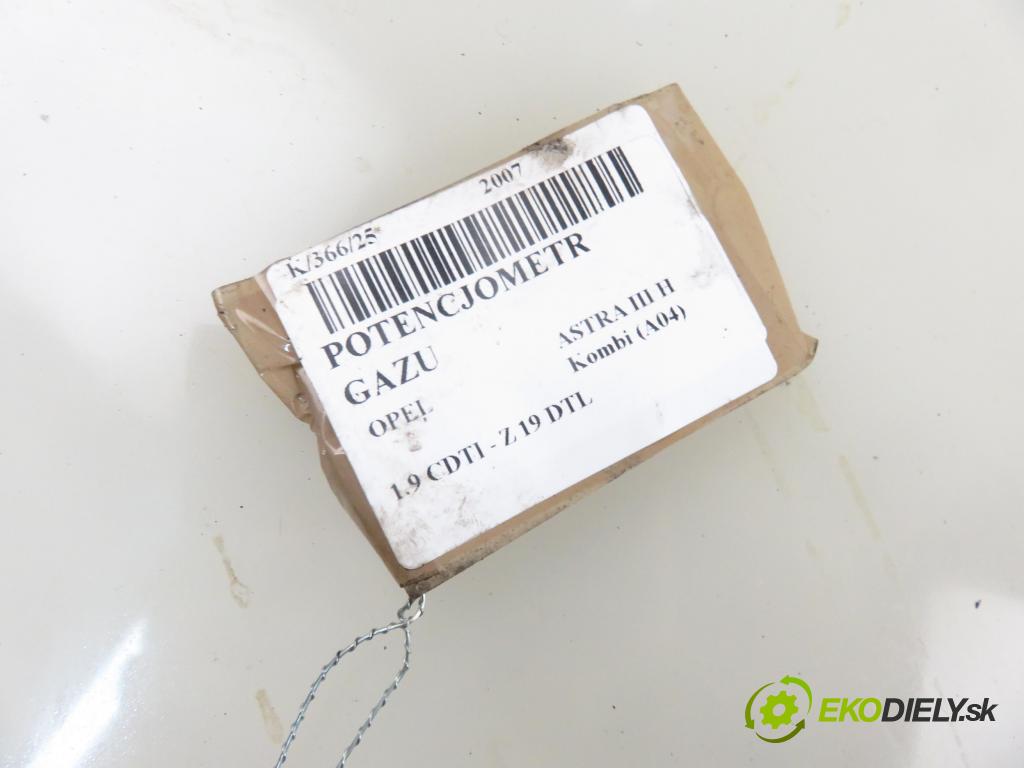 K/366/25 2007
POTENCJOMETR
GAZU
OPEL ASTRA III H
Kombi (A04)
1.9 CDTI - Z 19 DTL
EKODIELY.sk